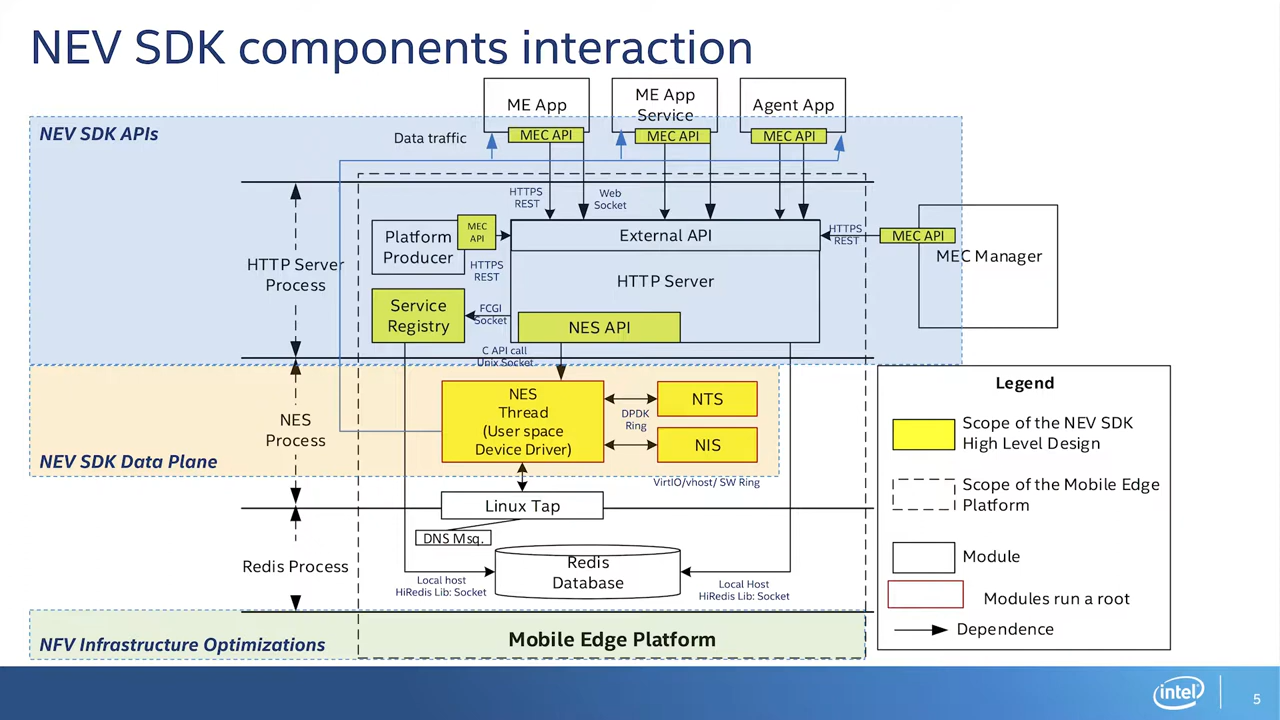 NEV SDK components interaction
ME App
ME App
Service
Agent App
NEV SDK APIs
Data traffic
MEC API
MEC API
MEC API
HTTPS
REST
Web
Socket
MEC
API
Platform
Producer
External API
HTTPS
REST
MEC API
MEC Manager
HTTP Server
Process
HTTPS
REST
HTTP Server
Service
Registry
FCGI
Socket
NES API
C API call
Unix Socket
NES
Process
NES
Thread
(User space
Device Driver)
DPDK
Ring
NTS
NIS
NEV SDK Data Plane
VirtIO/vhost/ SW Ring
Linux Tap
DNS Msq.
Redis Process
Redis
Database
Local host
HiRedis Lib: Socket
Local Host
HiRedis Lib: Socket
NFV Infrastructure Optimizations
Mobile Edge Platform
Legend
Scope of the NEV SDK
High Level Design
Scope of the Mobile Edge
Platform
Module
Modules run a root
Dependence
intel
5